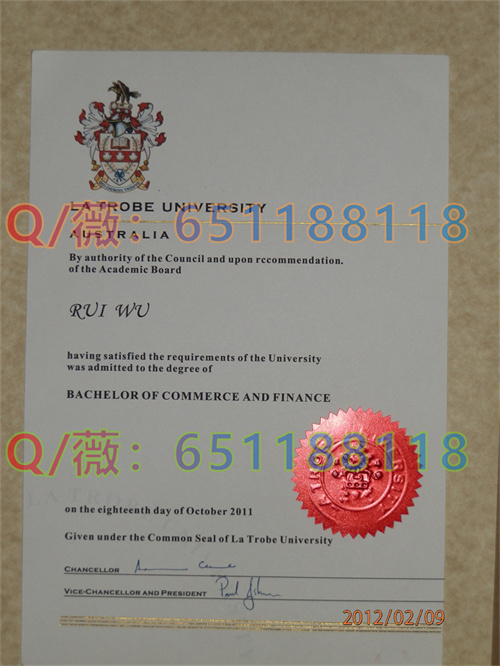 LA TROBE UNIVERSITY
Q/薇：651188118
AUSTRALIA
By authority of the Council and upon rccommendation.
of the Academic Board
RUI WU
having satisfied the requirements of the University
was admitted to the degree of
BACHELOR OF COMMERCE AND FINANCE
Q/薇：651188118
on the eighteenth day of October 2011
Given under the Common Seal of La Trobe University
CHANCELLOR
VICE-CHANCELLOR AND PRESIDENT
2012/02/09